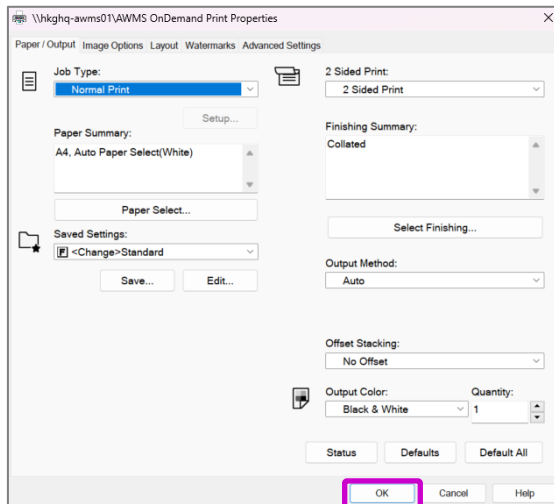 \\hkghq-awms01\AWMS OnDemand Print Properties
Paper / Output Image Options Layout Watermarks Advanced Settings
Job Type:
Normal Print
Setup...
Paper Summary:
A4, Auto Paper Select(White)
Paper Select...
Saved Settings:
F <Change>Standard
Save... Edit...
2 Sided Print:
2 Sided Print
Finishing Summary:
Collated
Select Finishing...
Output Method:
Auto
Offset Stacking:
No Offset
Output Color: Quantity:
Black & White 1
Status Defaults Default All
OK Cancel Help